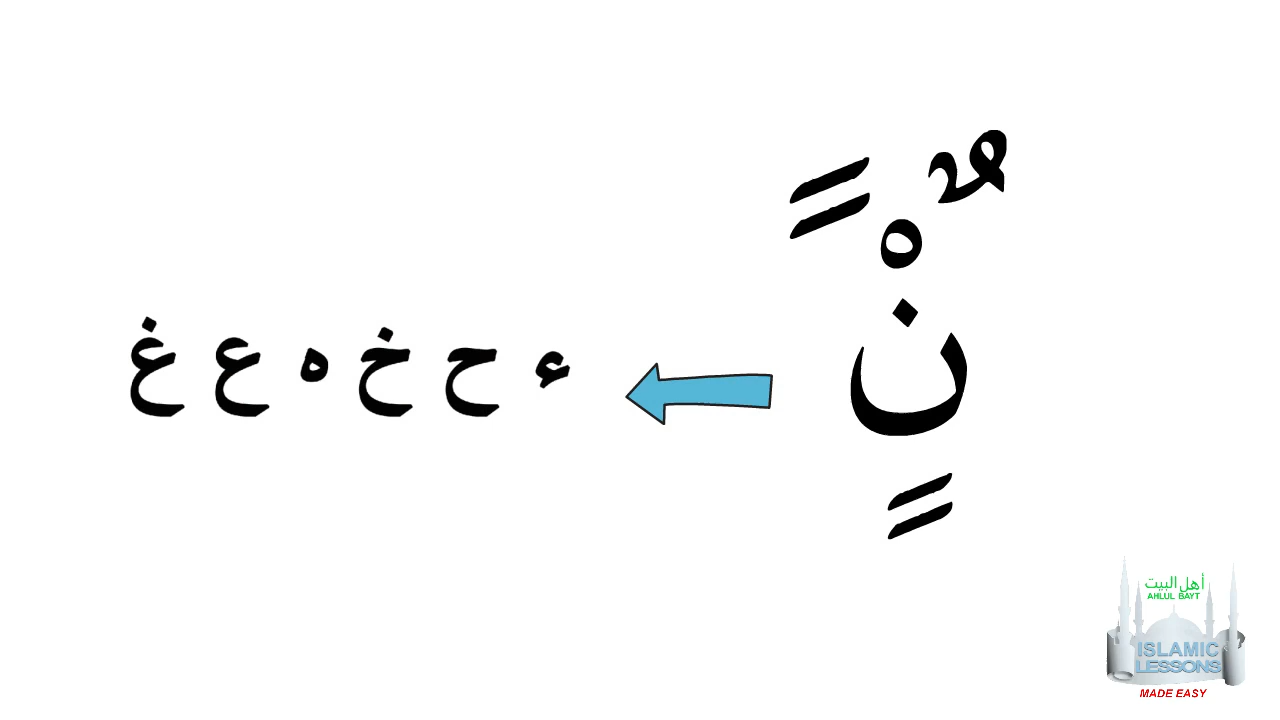 نْ ً ٌ ٍ
ء ح خ ه ع غ
أهل البيت
AHLUL BAYT
ISLAMIC
LESSONS
MADE EASY